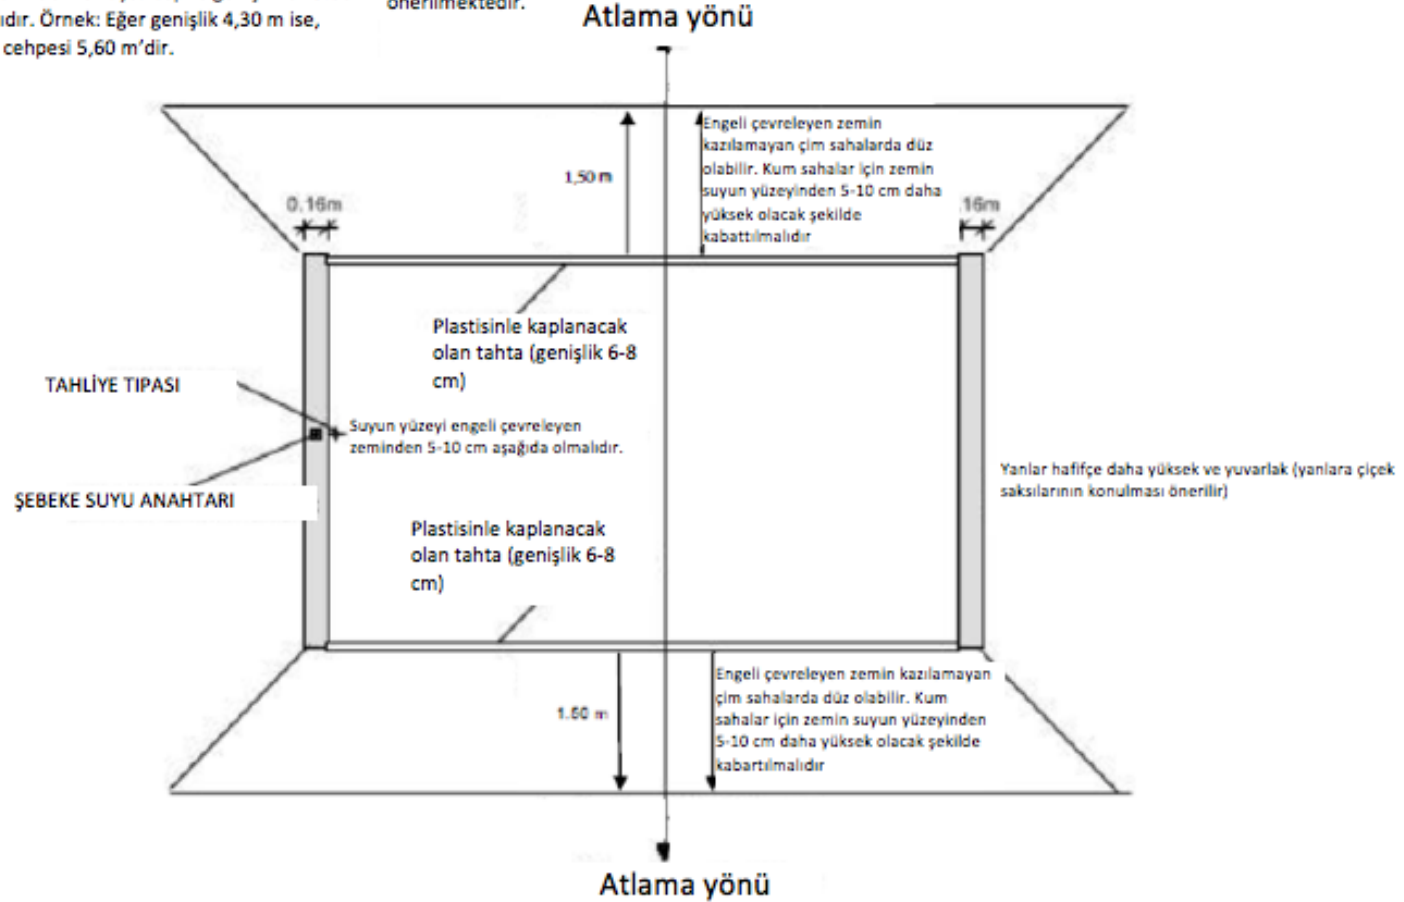 ıdır. Örnek: Eğer genişlik 4,30 m ise,
cehpesi 5,60 m'dir.
önerilmektedir.
Atlama yönü
Engeli çevreleyen zemin
kazılamayan çim sahalarda düz
olabilir. Kum sahalar için zemin
suyun yüzeyinden 5-10 cm daha
yüksek olacak şekilde
kabattılmalıdır
1,50 m
0.16m
.16m
Plastisinle kaplanacak
olan tahta (genişlik 6-8
cm)
TAHLİYE TIPASI
Suyun yüzeyi engeli çevreleyen
zeminden 5-10 cm aşağıda olmalıdır.
Yanlar hafifçe daha yüksek ve yuvarlak (yanlara çiçek
saksılarının konulması önerilir)
ŞEBEKE SUYU ANAHTARI
Plastisinle kaplanacak
olan tahta (genişlik 6-8
cm)
Engeli çevreleyen zemin kazılamayan
çim sahalarda düz olabilir. Kum
sahalar için zemin suyun yüzeyinden
5-10 cm daha yüksek olacak şekilde
kabartılmalıdır
1.50 m
Atlama yönü